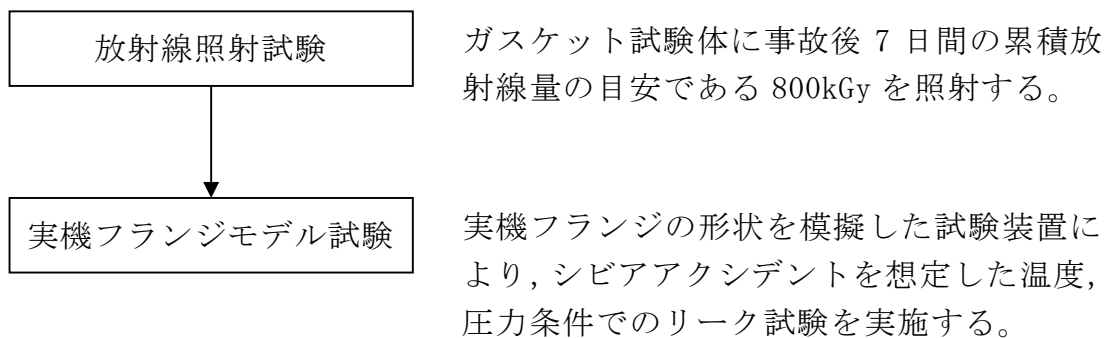 放射線照射試験
ガスケット試験体に事故後 7 日間の累積放
射線量の目安である 800kGy を照射する。
実機フランジモデル試験
実機フランジの形状を模擬した試験装置に
より,シビアアクシデントを想定した温度,
圧力条件でのリーク試験を実施する。